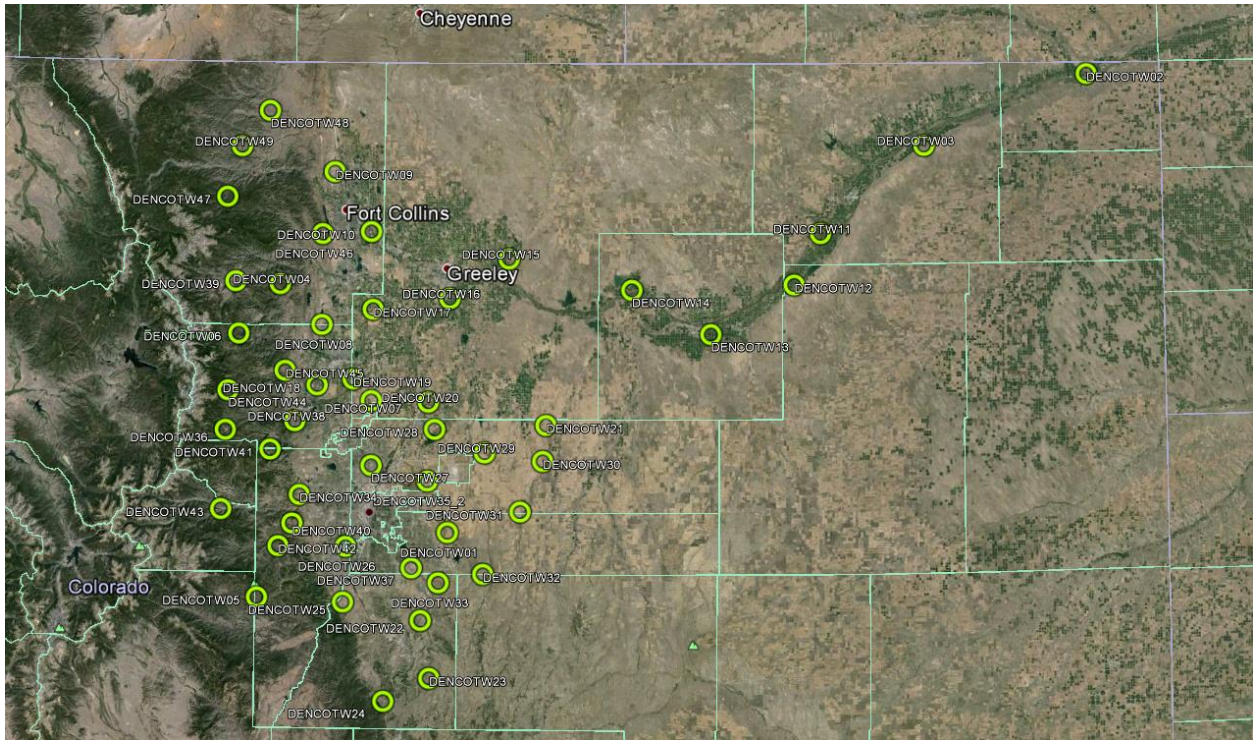 Cheyenne
DENCOTW02
DENCOTW48
DENCOTW49
DENCOTW03
DENCOTW09
DENCOTW47
Fort Collins
DENCOTW10
DENCOTW11
DENCOTW46
DENCOTW15
Greeley
DENCOTW39
DENCOTW04
DENCOTW12
DENCOTW16
DENCOTW14
DENCOTW17
DENCOTW06
DENCOTW08
DENCOTW13
DENCOTW45
DENCOTW19
DENCOTW18
DENCOTW20
DENCOTW44
DENCOTW07
DENCOTW38
DENCOTW36
DENCOTW28
DENCOTW21
DENCOTW41
DENCOTW29
DENCOTW30
DENCOTW27
DENCOTW34
DENCOTW35_2
DENCOTW43
DENCOTW31
DENCOTW40
DENCOTW42
DENCOTW01
DENCOTW26
DENCOTW37
DENCOTW32
Colorado
DENCOTW05
DENCOTW25
DENCOTW33
DENCOTW22
DENCOTW23
DENCOTW24